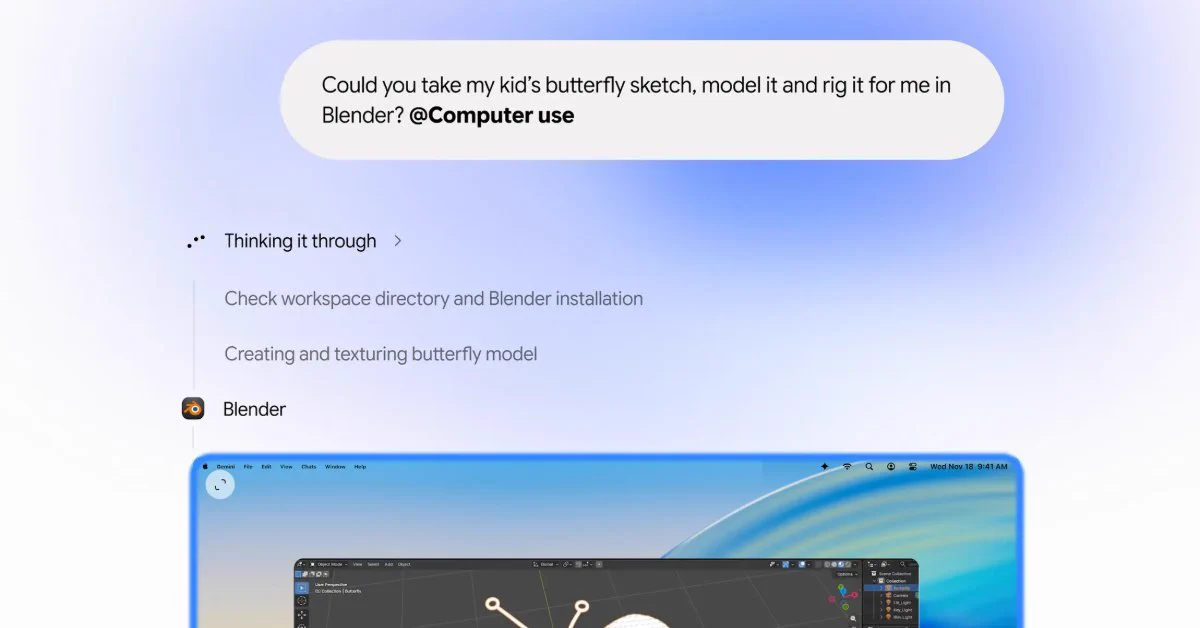 Could you take my kid’s butterfly sketch, model it and rig it for me in
Blender? @Computer use
Thinking it through
Check workspace directory and Blender installation
Creating and texturing butterfly model
Blender
Gemini File Edit View Chats Window Help
Wed Nov 18 9:41 AM
Object Mode View Select Add Object
Global
Options
User Perspective
(1) Collection | Butterfly
Scene Collection
Collection
Butterfly
Camera
Key_Light